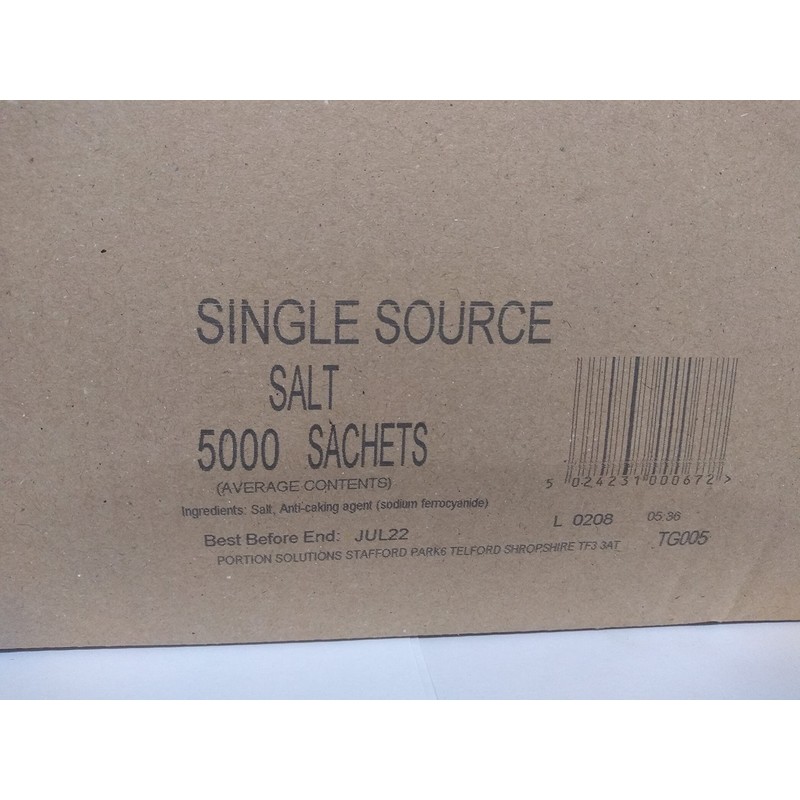 SINGLE SOURCE
SALT
5000 SACHETS
(AVERAGE CONTENTS)
Ingredients: Salt, Anti-caking agent (sodium ferrocyanide)
Best Before End: JUL22
PORTION SOLUTIONS STAFFORD PARK6 TELFORD SHROPSHIRE TF3 3AT
5 024231 000672 >
L 0208 05:36
TG005